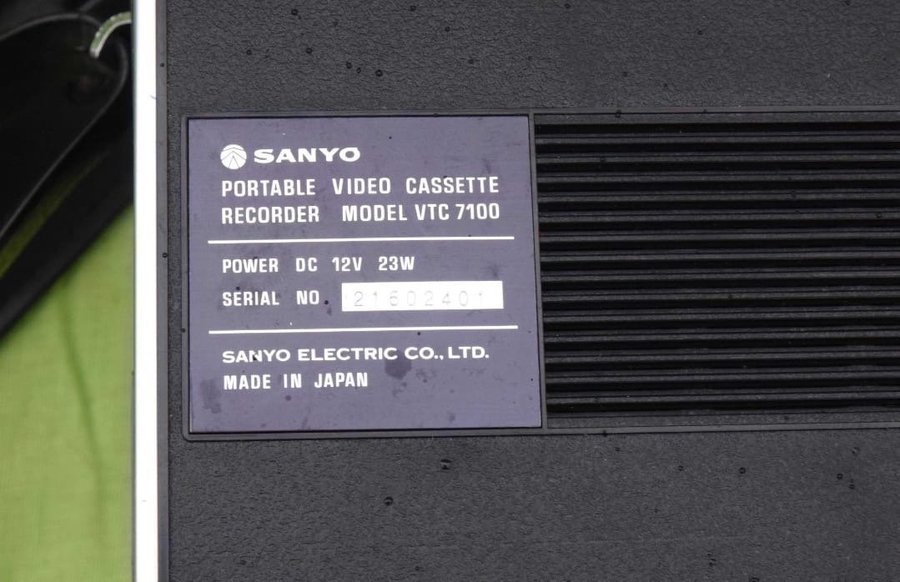 SANYO
PORTABLE VIDEO CASSETTE
RECORDER MODEL VTC 7100
POWER DC 12V 23W
SERIAL NO. 21602401
SANYO ELECTRIC CO., LTD.
MADE IN JAPAN